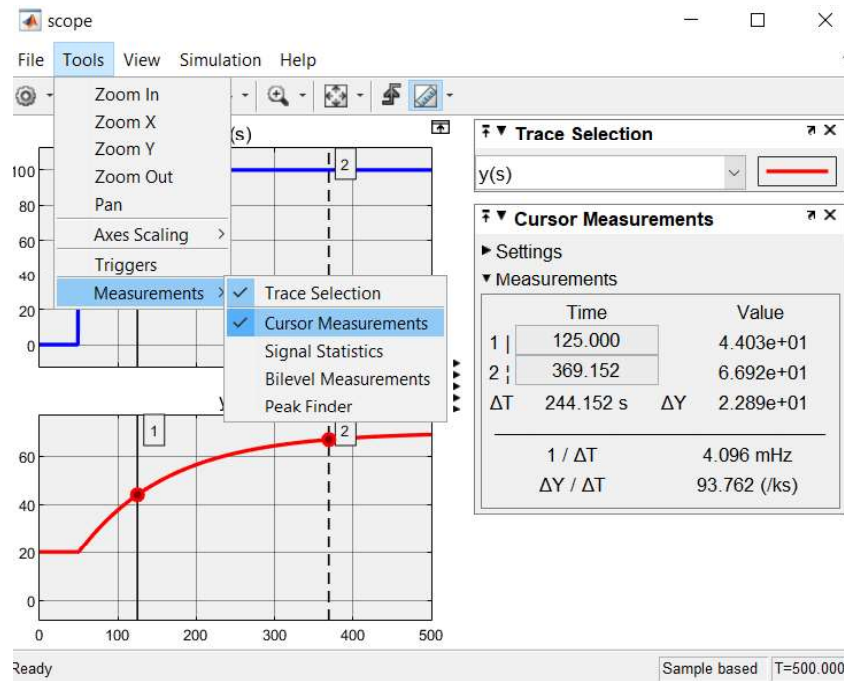 scope
File Tools View Simulation Help
Zoom In
Zoom X
Zoom Y
Zoom Out
Pan
Axes Scaling
Triggers
Measurements
Trace Selection
Cursor Measurements
Signal Statistics
Bilevel Measurements
Peak Finder
(s)
2
100
80
60
40
20
0
1
2
60
40
20
0
0 100 200 300 400 500
Trace Selection
y(s)
Cursor Measurements
Settings
Measurements
Time Value
1 | 125.000 4.403e+01
2 ¦ 369.152 6.692e+01
ΔT 244.152 s ΔY 2.289e+01
1 / ΔT 4.096 mHz
ΔY / ΔT 93.762 (/ks)
Ready
Sample based T=500.000